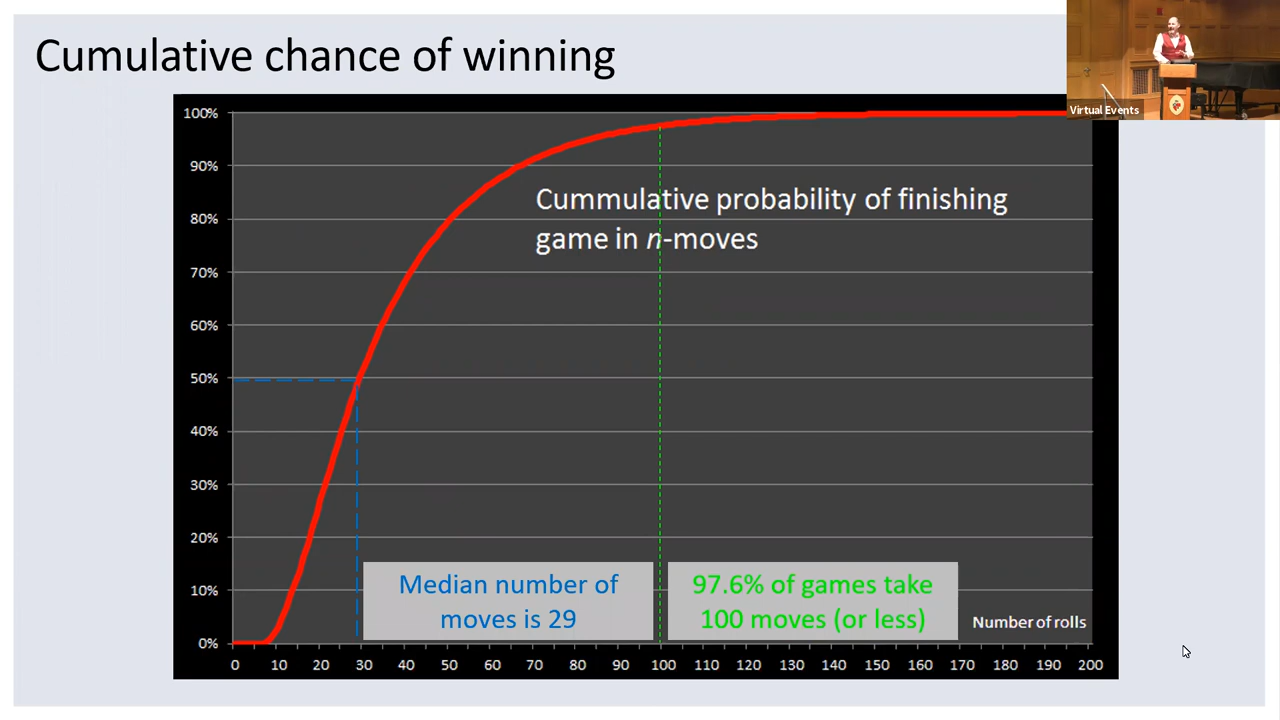 Cumulative chance of winning
Virtual Events
100%
90%
80%
70%
60%
50%
40%
30%
20%
10%
0%
Cummulative probability of finishing
game in n-moves
Median number of
moves is 29
97.6% of games take
100 moves (or less)
Number of rolls
0 10 20 30 40 50 60 70 80 90 100 110 120 130 140 150 160 170 180 190 200